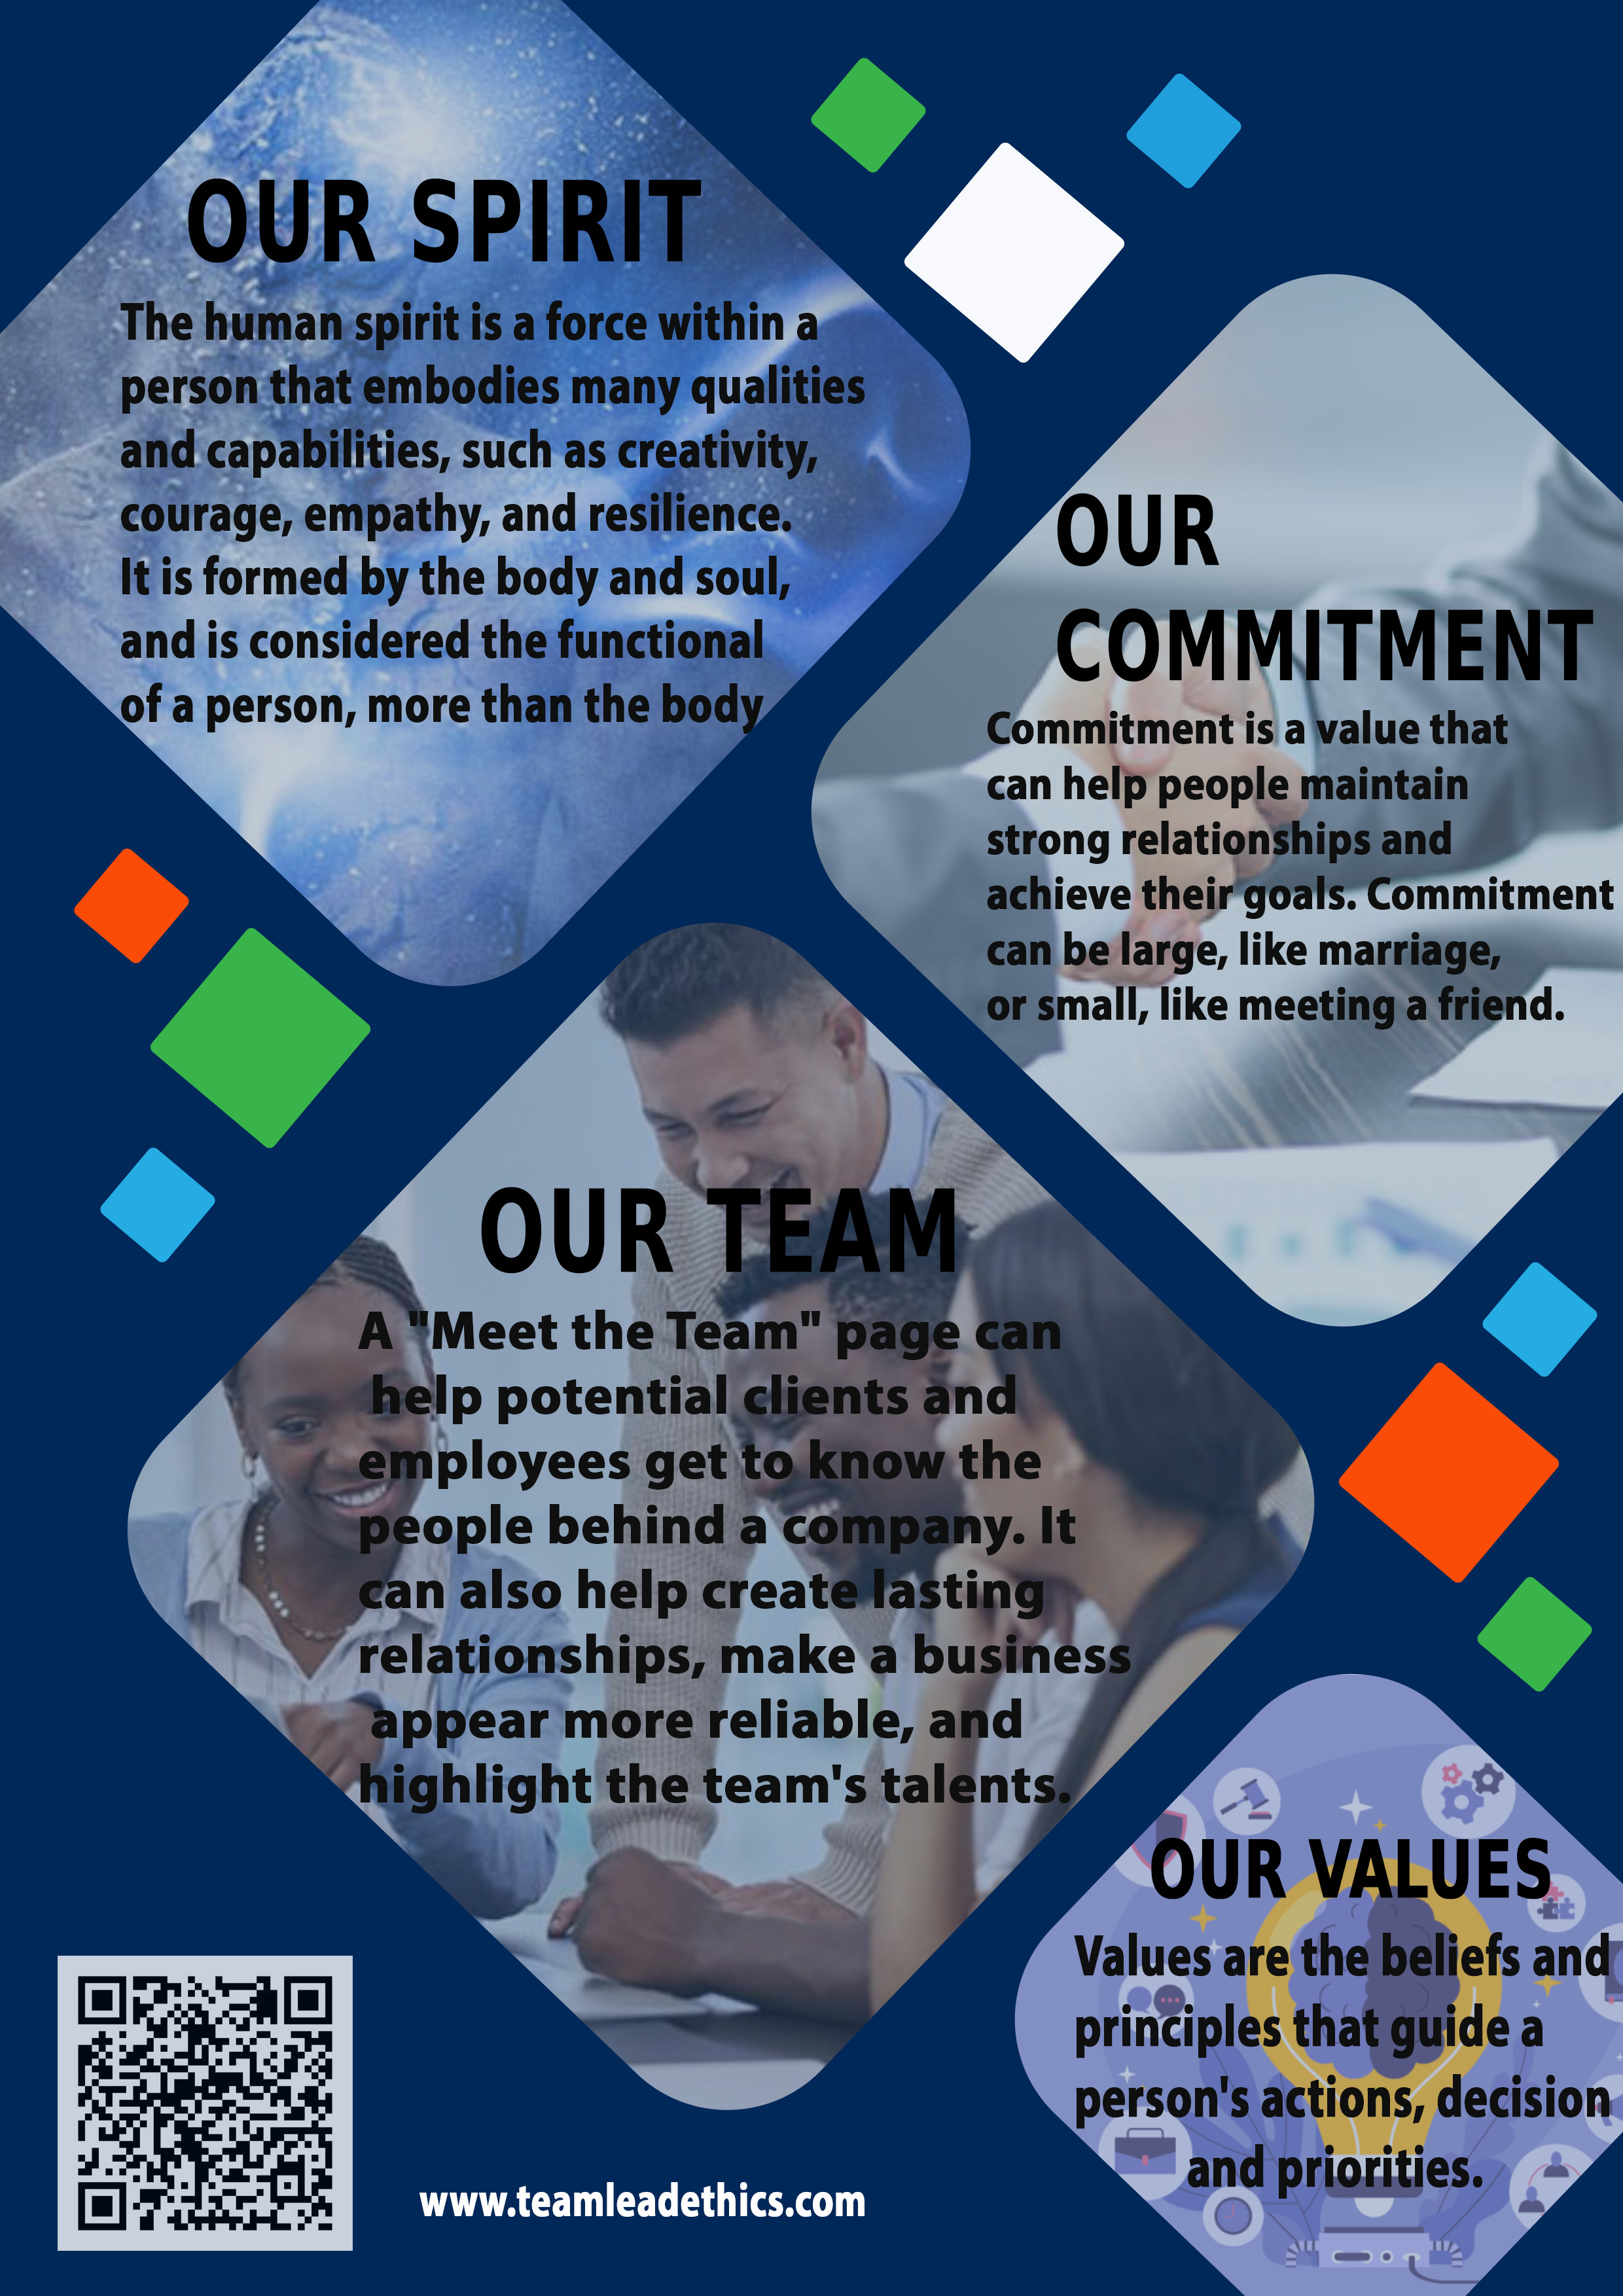 OUR SPIRIT
The human spirit is a force within a
person that embodies many qualities
and capabilities, such as creativity,
courage, empathy, and resilience.
It is formed by the body and soul,
and is considered the functional
of a person, more than the body
OUR
COMMITMENT
Commitment is a value that
can help people maintain
strong relationships and
achieve their goals. Commitment
can be large, like marriage,
or small, like meeting a friend.
OUR TEAM
A "Meet the Team" page can
help potential clients and
employees get to know the
people behind a company. It
can also help create lasting
relationships, make a business
appear more reliable, and
highlight the team's talents.
OUR VALUES
Values are the beliefs and
principles that guide a
person's actions, decision
and priorities.
www.teamleadethics.com